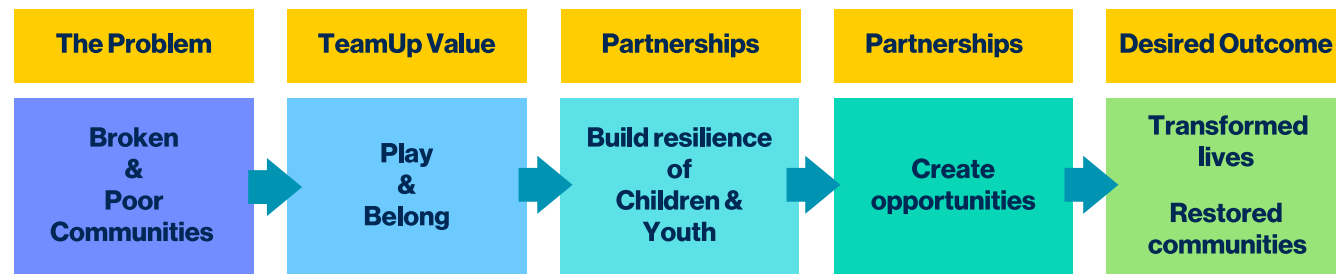 The Problem
TeamUp Value
Partnerships
Partnerships
Desired Outcome
Broken
&
Poor
Communities
Play
&
Belong
Build resilience
of
Children &
Youth
Create
opportunities
Transformed
lives
Restored
communities